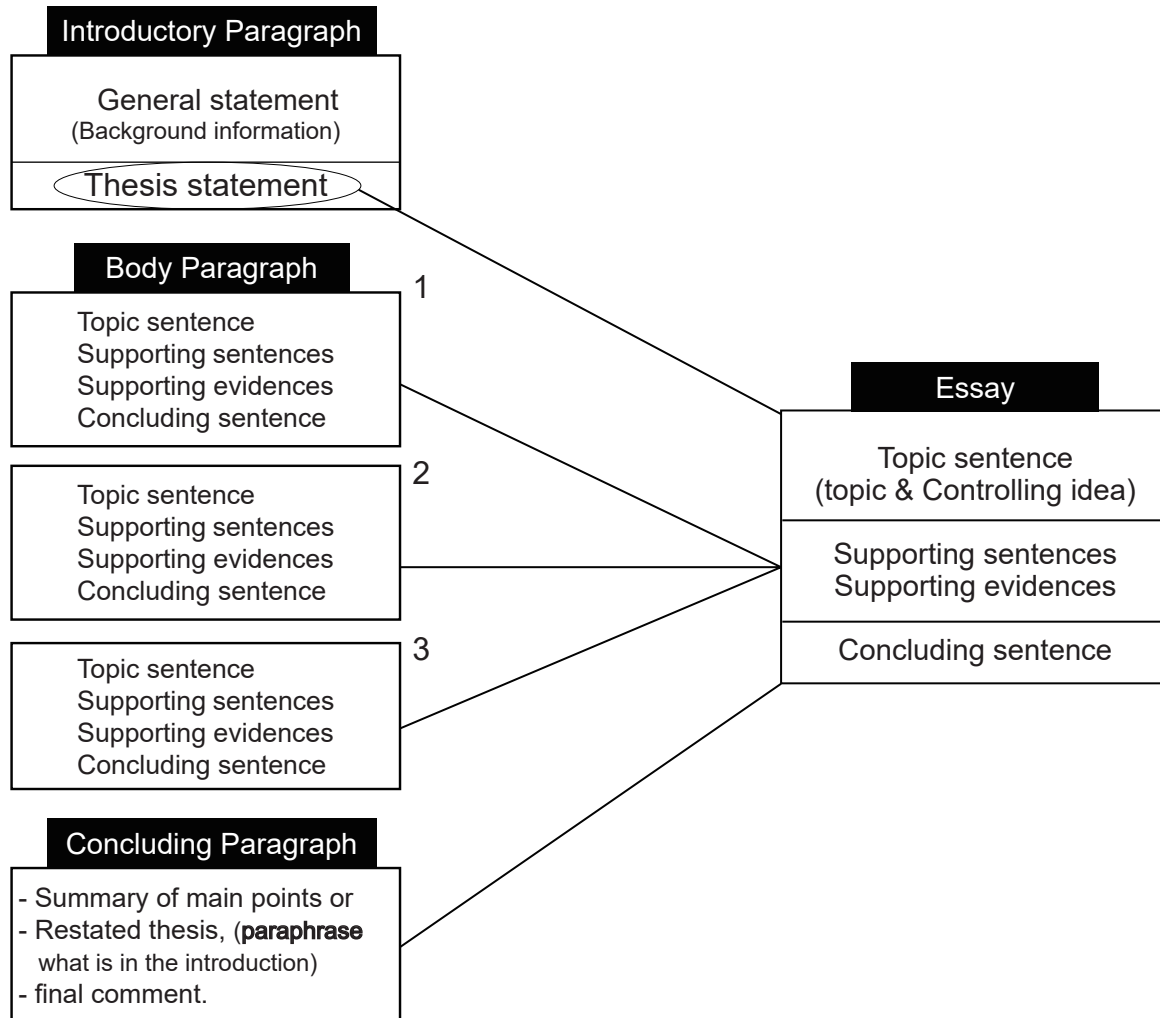 Introductory Paragraph
General statement
(Background information)
Thesis statement
Body Paragraph
1
Topic sentence
Supporting sentences
Supporting evidences
Concluding sentence
2
Topic sentence
Supporting sentences
Supporting evidences
Concluding sentence
3
Topic sentence
Supporting sentences
Supporting evidences
Concluding sentence
Concluding Paragraph
- Summary of main points or
- Restated thesis, (paraphrase
what is in the introduction)
- final comment.
Essay
Topic sentence
(topic & Controlling idea)
Supporting sentences
Supporting evidences
Concluding sentence